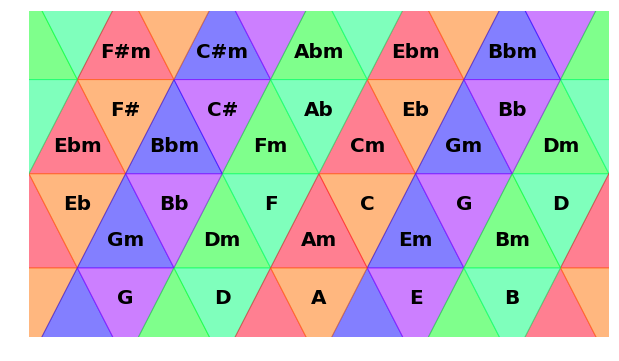 F#m C#m Abm Ebm Bbm
F# C# Ab Eb Bb
Ebm Bbm Fm Cm Gm Dm
Eb Bb F C G D
Gm Dm Am Em Bm
G D A E B